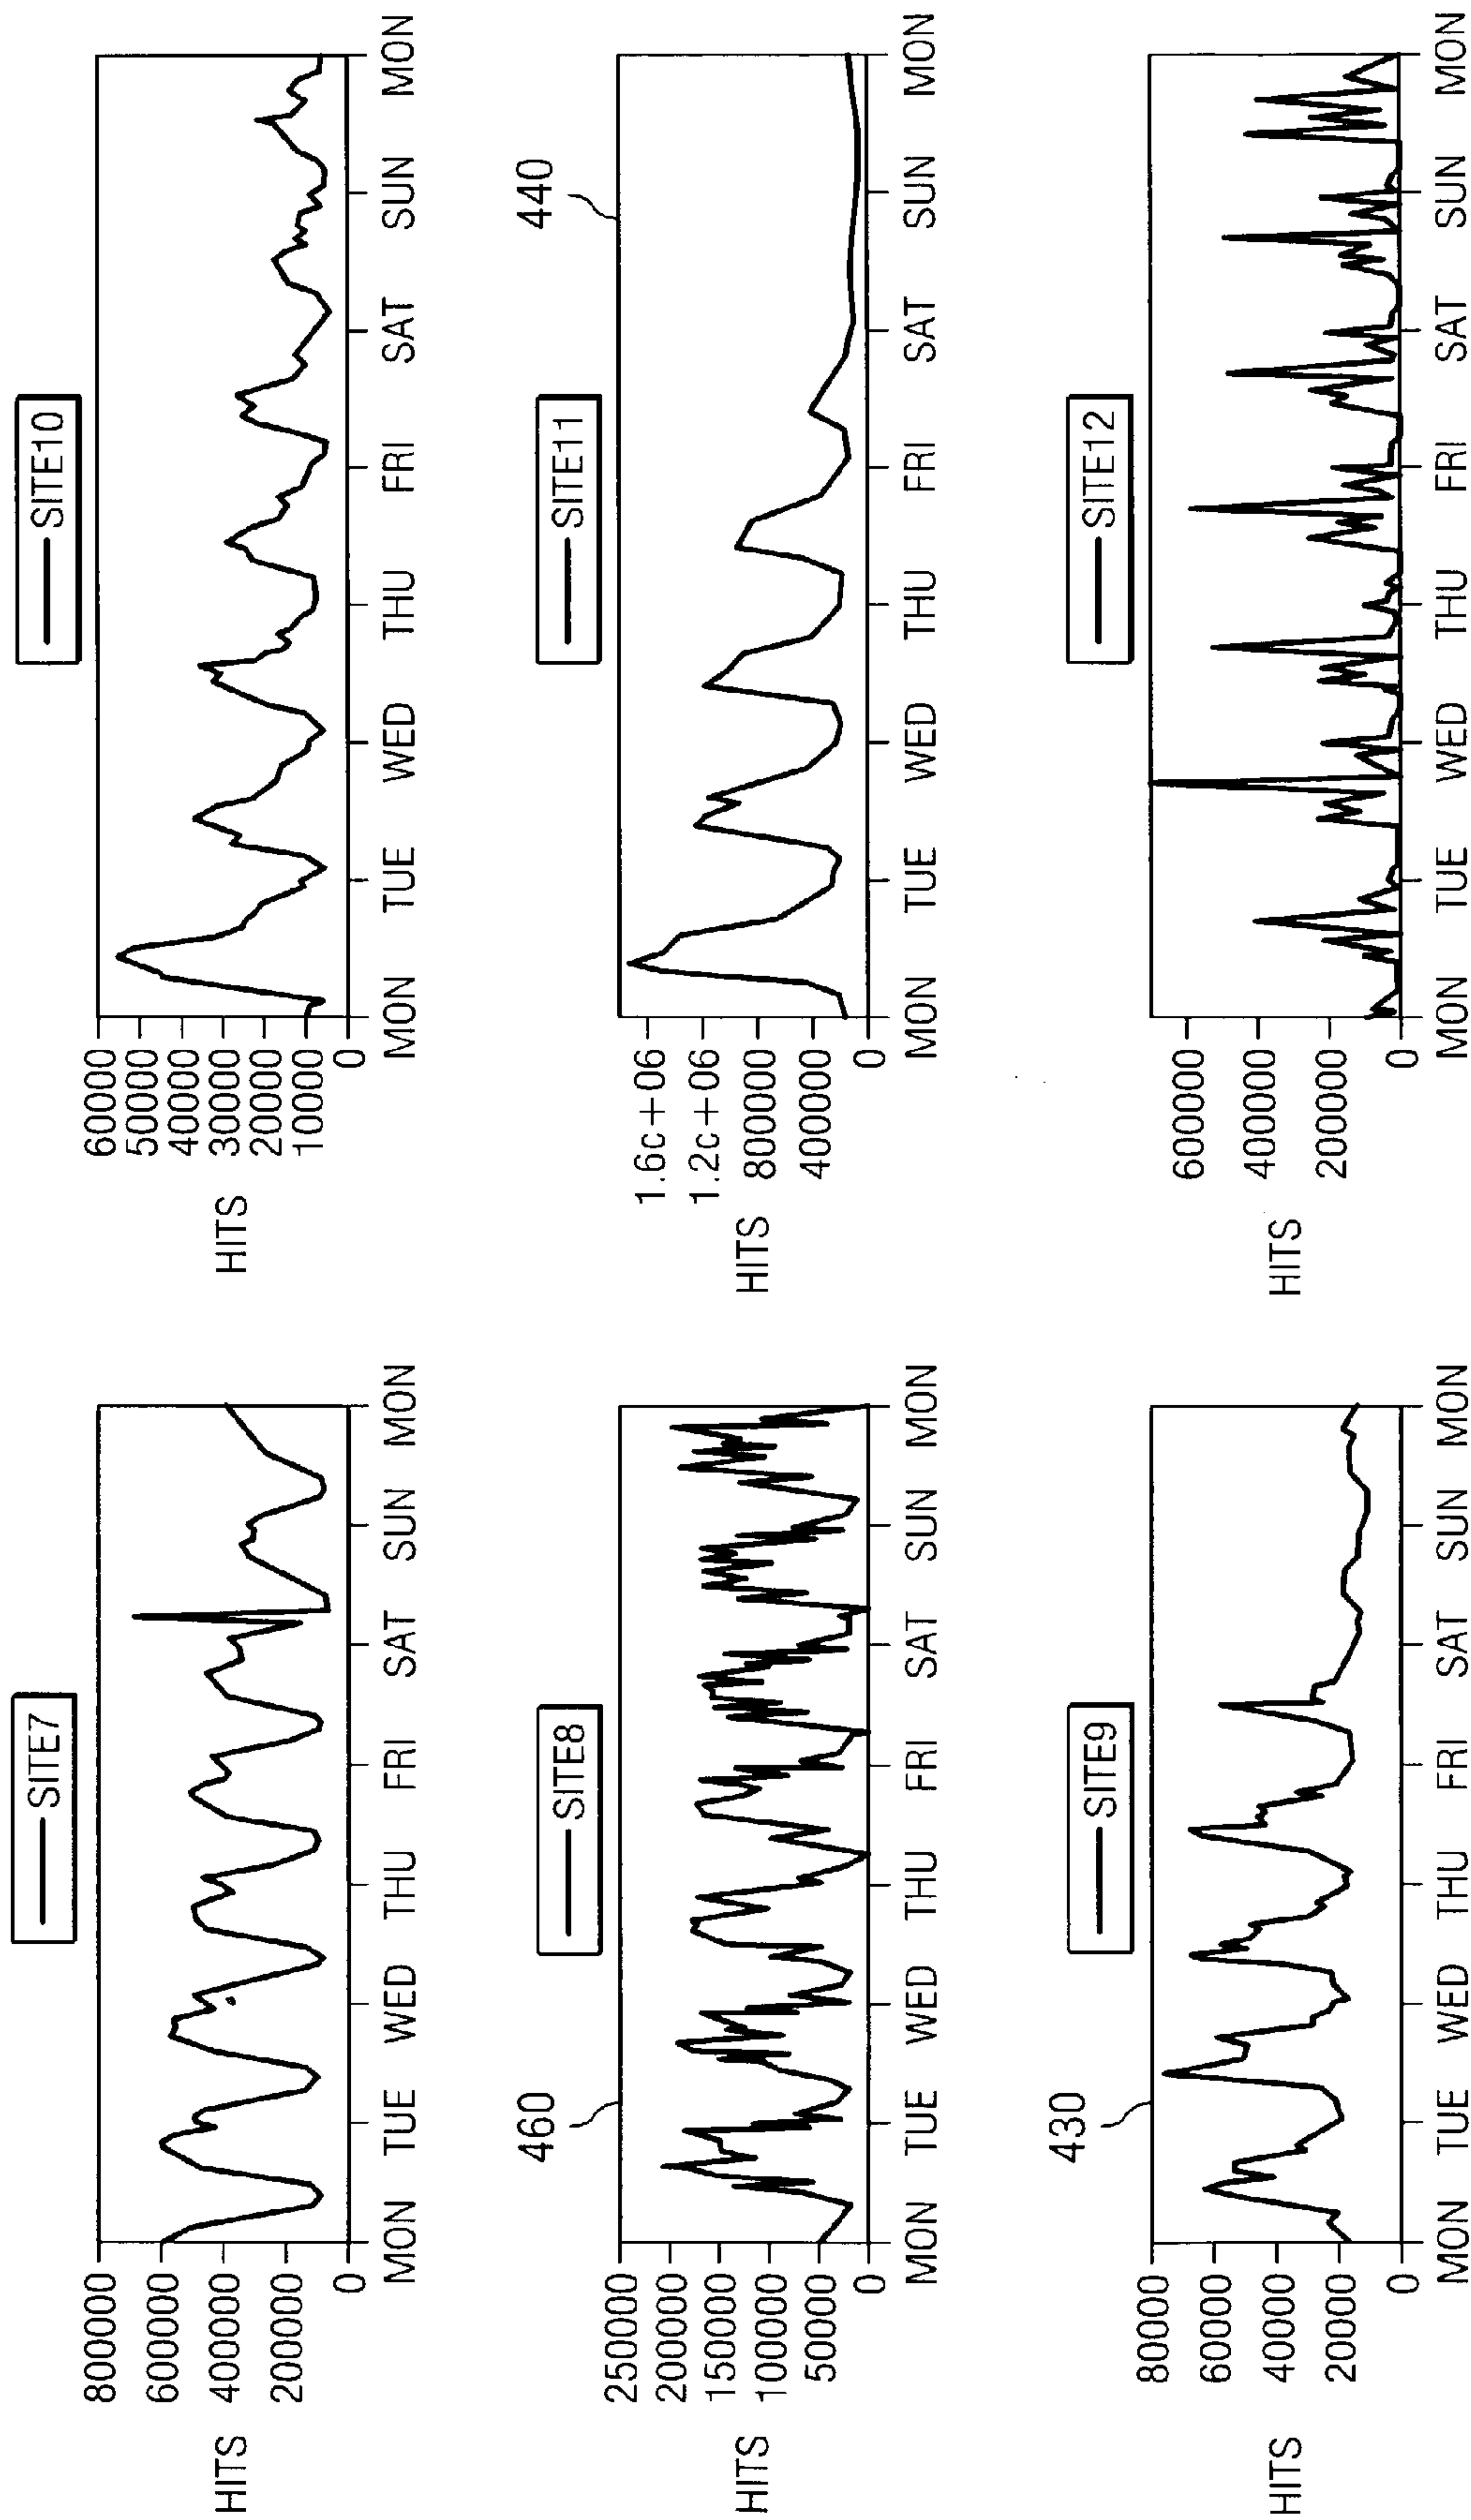 SITE7
800000
600000
400000
200000
0
HITS
MON TUE WED THU FRI SAT SUN MON
SITE10
60000
50000
40000
30000
20000
10000
0
HITS
MON TUE WED THU FRI SAT SUN MON
460
SITE8
250000
200000
150000
100000
50000
0
HITS
MON TUE WED THU FRI SAT SUN MON
SITE11
440
1.6c+06
1.2c+06
800000
400000
0
HITS
MON TUE WED THU FRI SAT SUN MON
430
SITE9
80000
60000
40000
20000
0
HITS
MON TUE WED THU FRI SAT SUN MON
SITE12
600000
400000
200000
0
HITS
MON TUE WED THU FRI SAT SUN MON